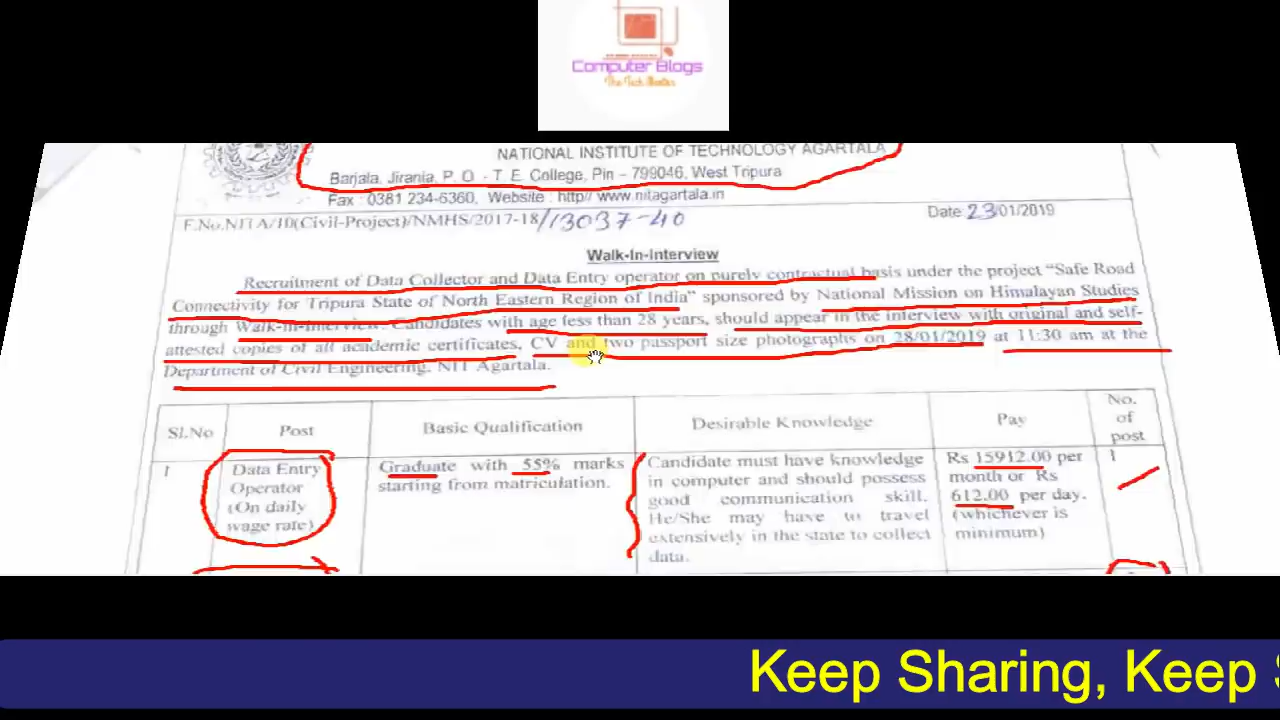 Computer Blogs
The Tech Master
NATIONAL INSTITUTE OF TECHNOLOGY AGARTALA
Barjala, Jirania, P. O - T. E. College, Pin – 799046, West Tripura
Fax : 0381 234-6360, Website : http// www.nitagartala.in
F.No.NITA/10(Civil-Project)/NMHS/2017-18/13037-40
Date 23/01/2019
Walk-In-Interview
Recruitment of Data Collector and Data Entry operator on purely contractual basis under the project "Safe Road
Connectivity for Tripura State of North Eastern Region of India" sponsored by National Mission on Himalayan Studies
through Walk-in-Interview. Candidates with age less than 28 years, should appear in the interview with original and self-
attested copies of all academic certificates, CV and two passport size photographs on 28/01/2019 at 11:30 am at the
Department of Civil Engineering, NIT Agartala.
Sl.No Post Basic Qualification Desirable Knowledge Pay No. of post
1
Data Entry
Operator
(On daily
wage rate)
Graduate with 55% marks
starting from matriculation.
Candidate must have knowledge
in computer and should possess
good communication skill.
He/She may have to travel
extensively in the state to collect
data.
Rs 15912.00 per
month or Rs
612.00 per day.
(whichever is
minimum)
1
Keep Sharing, Keep